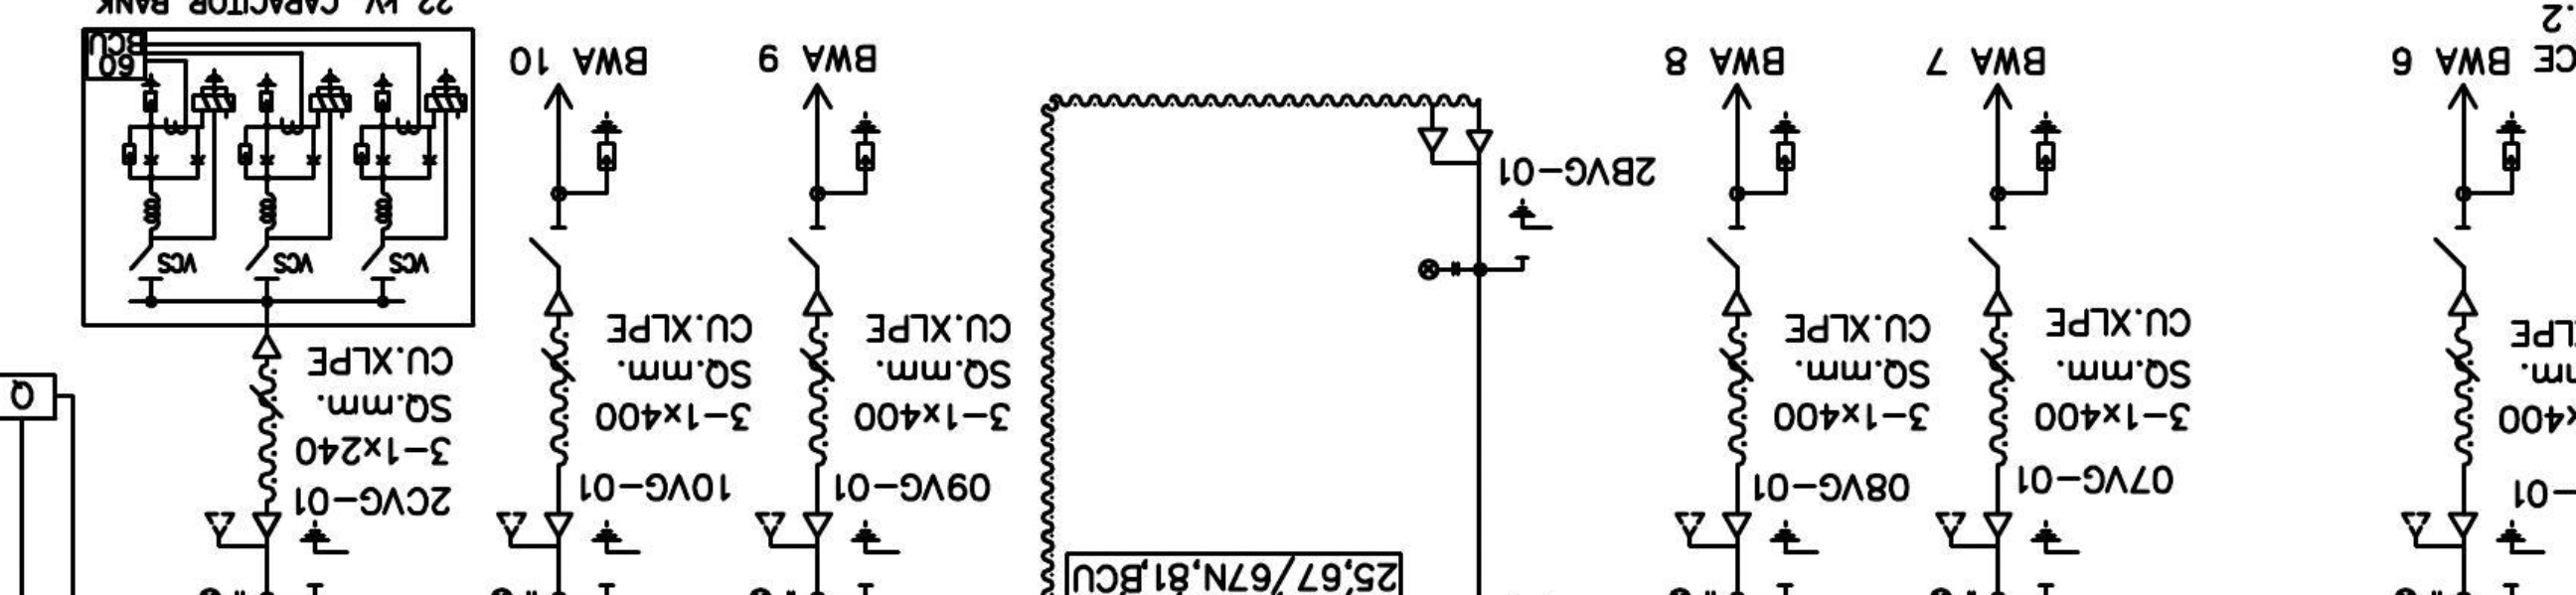 25,67/67N,81,BCU
-01
07VG-01
08VG-01
09VG-01
10VG-01
2CVG-01
x400
3-1x400
SQ.mm.
CU.XLPE
3-1x400
SQ.mm.
CU.XLPE
3-1x400
SQ.mm.
CU.XLPE
3-1x400
SQ.mm.
CU.XLPE
3-1x240
SQ.mm.
CU.XLPE
Q
VCS
VCS
VCS
2BVG-01
CE
BWA 6
BWA 7
BWA 8
BWA 9
BWA 10
60
BCU
22 kV. CAPACITOR BANK